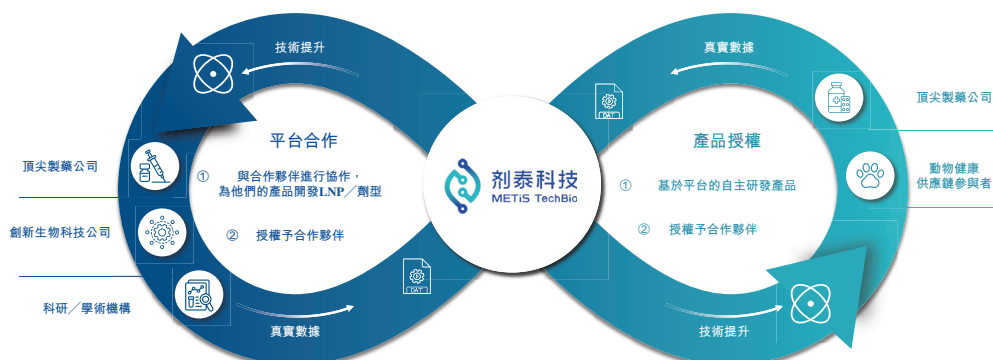 技術提升
真實數據
頂尖製藥公司
平台合作
產品授權
頂尖製藥公司
① 與合作夥伴進行協作，
為他們的產品開發LNP／劑型
剂泰科技
METiS TechBio
① 基於平台的自主研發產品
動物健康
供應鏈參與者
創新生物科技公司
② 授權予合作夥伴
② 授權予合作夥伴
科研／學術機構
DAT
DAT
真實數據
技術提升